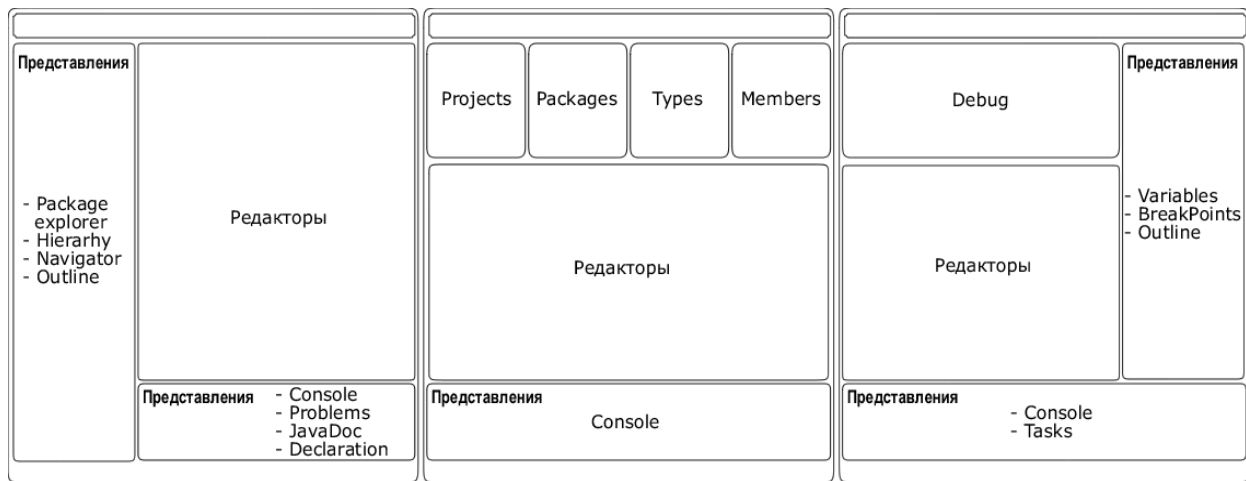 Представления
- Package
explorer
- Hierarhy
- Navigator
- Outline
Редакторы
Представления
- Console
- Problems
- JavaDoc
- Declaration
Projects
Packages
Types
Members
Редакторы
Представления
Console
Debug
Представления
- Variables
- BreakPoints
- Outline
Редакторы
Представления
- Console
- Tasks